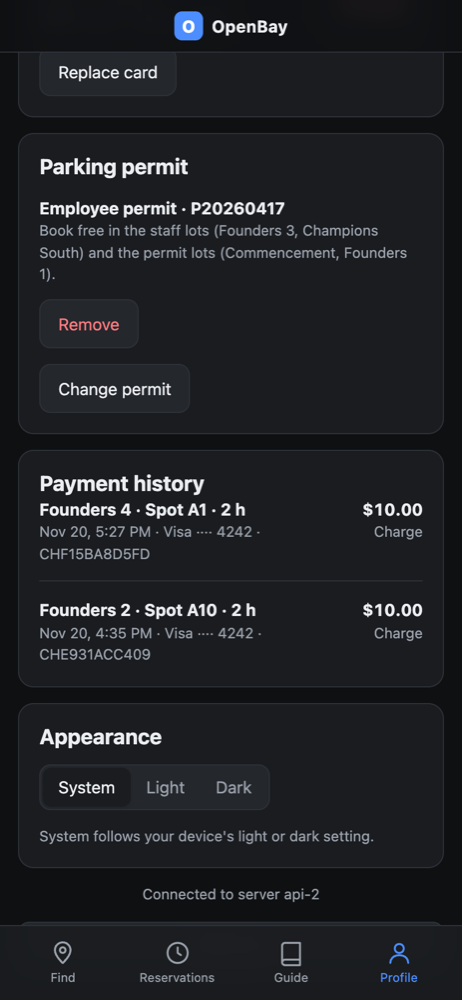 O OpenBay
Replace card
Parking permit
Employee permit · P20260417
Book free in the staff lots (Founders 3, Champions
South) and the permit lots (Commencement, Founders
1).
Remove
Change permit
Payment history
Founders 4 · Spot A1 · 2 h $10.00
Nov 20, 5:27 PM · Visa ···· 4242 · Charge
CHF15BA8D5FD
Founders 2 · Spot A10 · 2 h $10.00
Nov 20, 4:35 PM · Visa ···· 4242 · Charge
CHE931ACC409
Appearance
System Light Dark
System follows your device's light or dark setting.
Connected to server api-2
Find Reservations Guide Profile